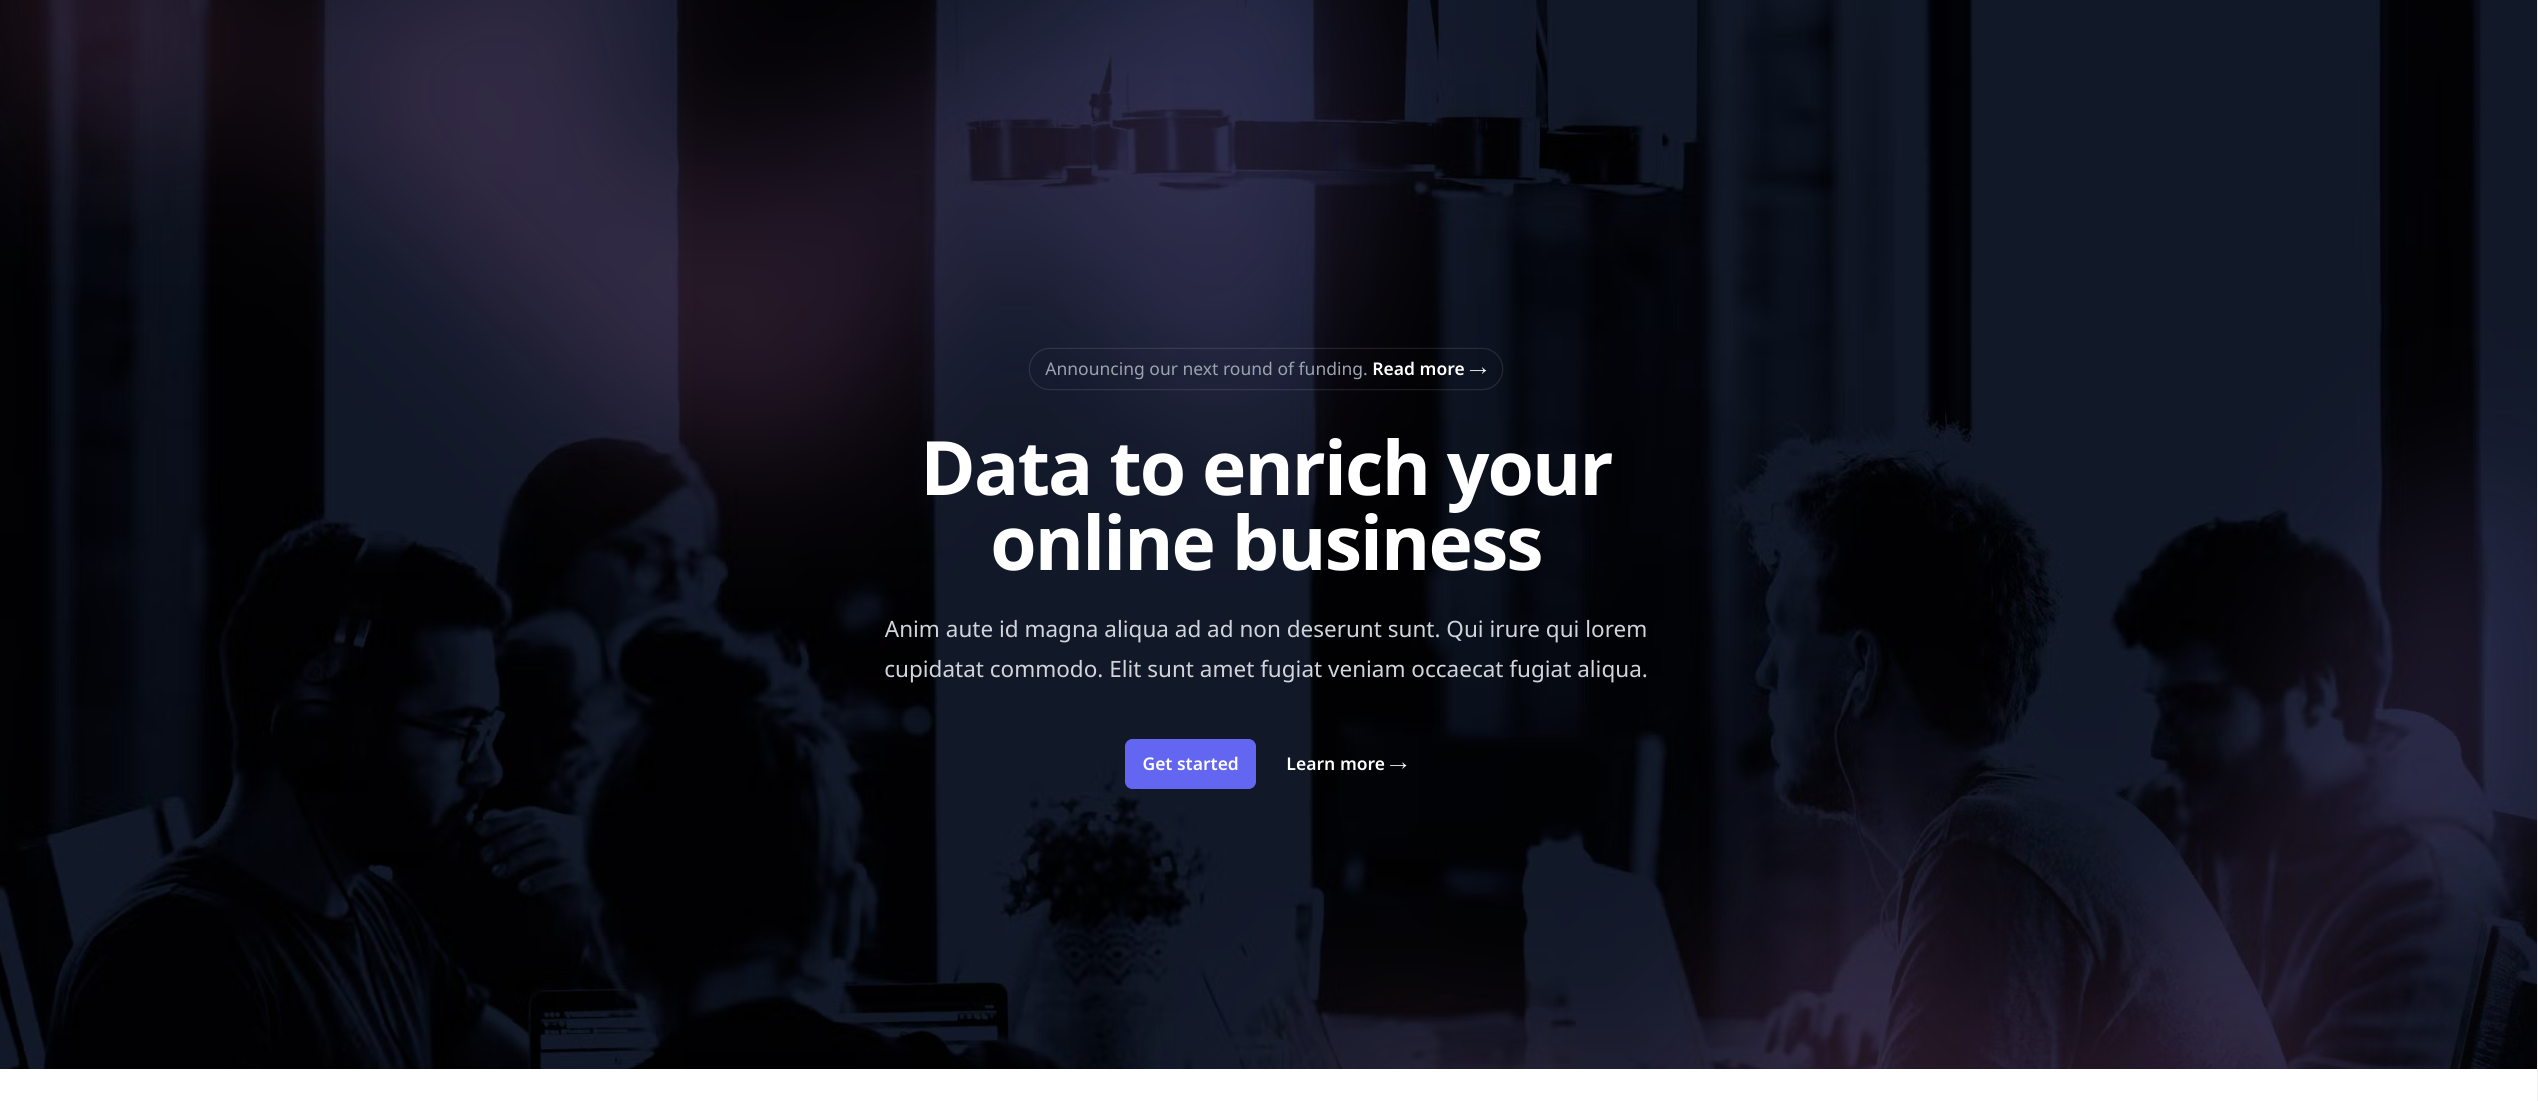 Announcing our next round of funding. Read more →
Data to enrich your
online business
Anim aute id magna aliqua ad ad non deserunt sunt. Qui irure qui lorem
cupidatat commodo. Elit sunt amet fugiat veniam occaecat fugiat aliqua.
Get started
Learn more →